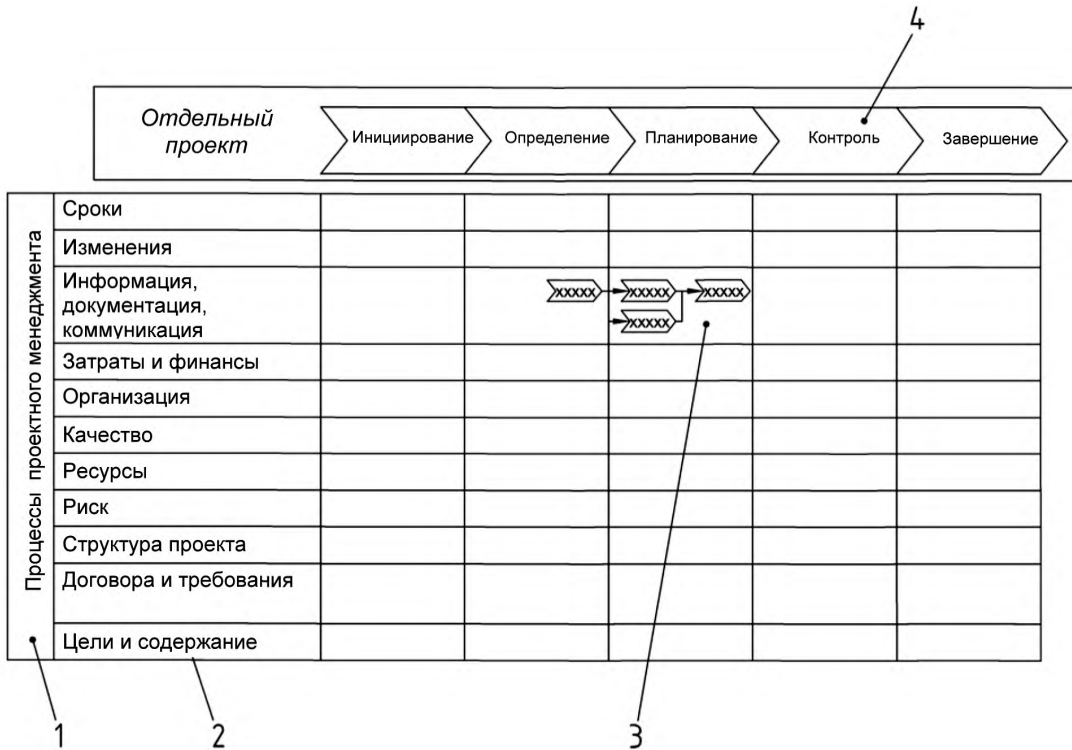 4
Отдельный
проект
Инициирование
Определение
Планирование
Контроль
Завершение
Процессы проектного менеджмента
Сроки
Изменения
Информация,
документация,
коммуникация
xxxxx
xxxxx
xxxxx
xxxxx
Затраты и финансы
Организация
Качество
Ресурсы
Риск
Структура проекта
Договора и требования
Цели и содержание
1
2
3